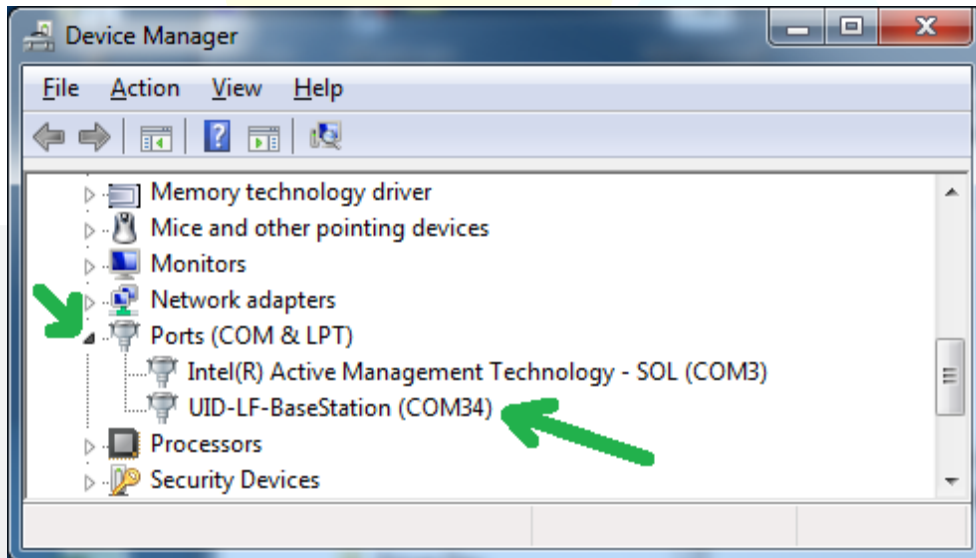 Device Manager
File Action View Help
Memory technology driver
Mice and other pointing devices
Monitors
Network adapters
Ports (COM & LPT)
Intel(R) Active Management Technology - SOL (COM3)
UID-LF-BaseStation (COM34)
Processors
Security Devices